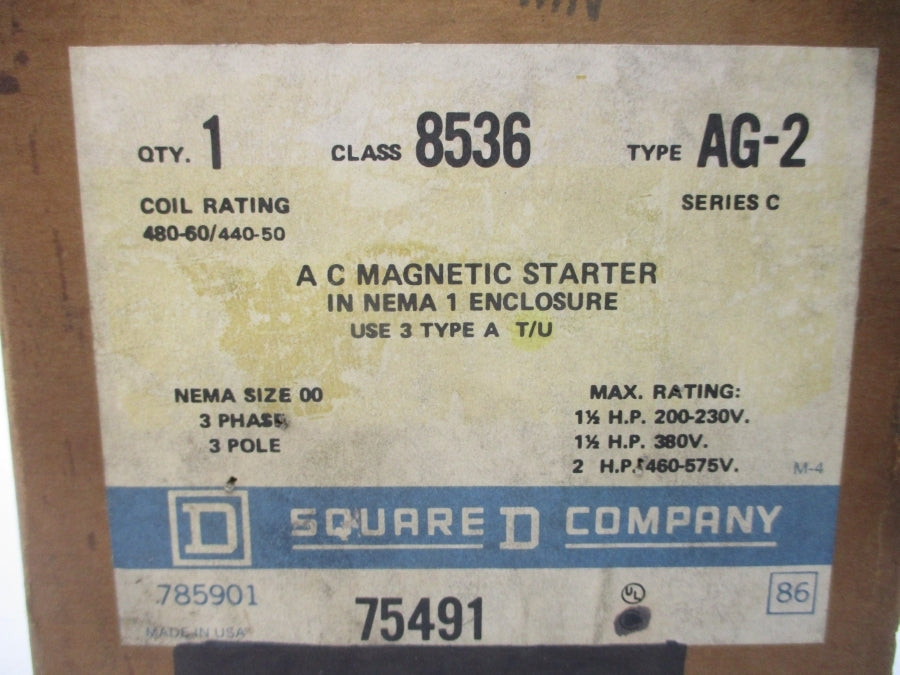 QTY. 1 CLASS 8536 TYPE AG-2
COIL RATING SERIES C
480-60/440-50
A C MAGNETIC STARTER
IN NEMA 1 ENCLOSURE
USE 3 TYPE A T/U
NEMA SIZE 00
3 PHASE
3 POLE
MAX. RATING:
1½ H.P. 200-230V.
1½ H.P. 380V.
2 H.P. 460-575V.
M-4
D SQUARE D COMPANY
785901
MADE IN USA
75491
UL
86